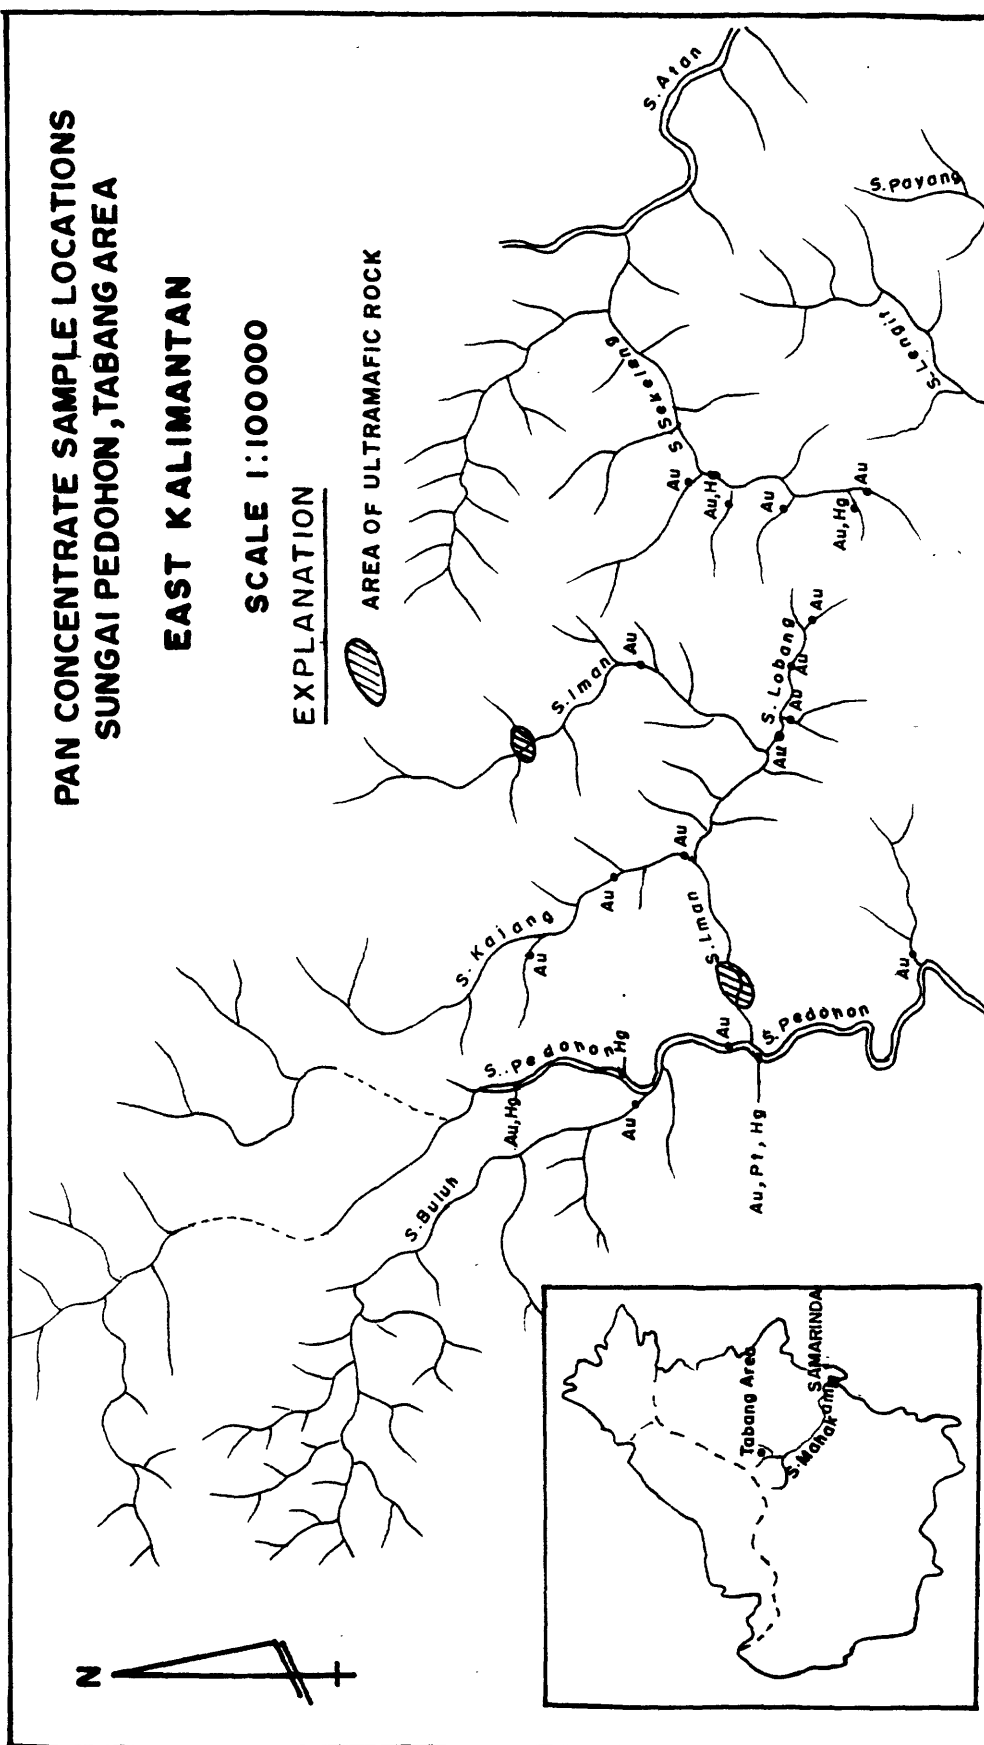 PAN CONCENTRATE SAMPLE LOCATIONS
SUNGAI PEDOHON, TABANG AREA
EAST KALIMANTAN
SCALE 1:100000
EXPLANATION
AREA OF ULTRAMAFIC ROCK
N
S. Atan
S. Payang
S. Lengit
S. Sekelang
Au
Au, Hg
Au
Au, Hg
Au
S. Iman
Au
S. Lobang
Au
Au
Au
Au
S. Kajang
Au
Au
Au
S. Iman
Au
S. Pedohon
Hg
Au, Hg
Au
Au
S. Pedohon
Au, Pt, Hg
S. Buluh
Tabang Area
SAMARINDA
S. Mahakam